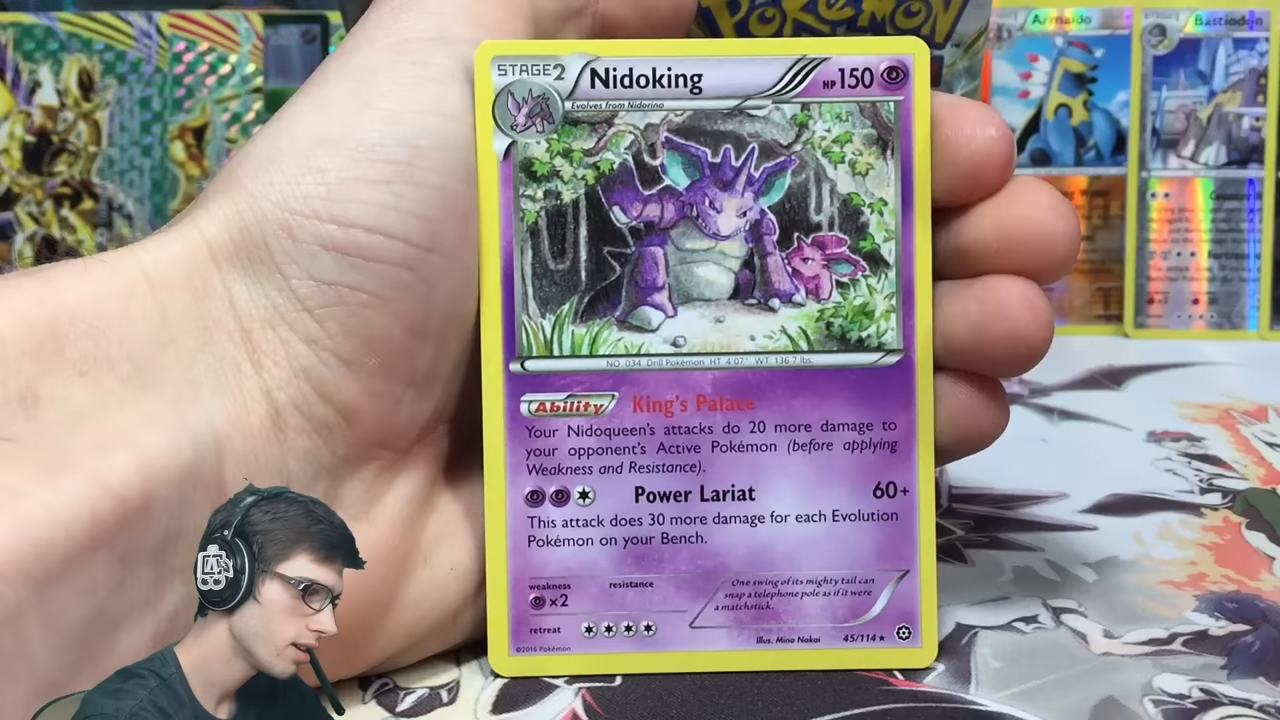 Pokémon
Armaldo
Bastiodon
STAGE2
Nidoking
HP150
Evolves from Nidorino
NO. 034 Drill Pokémon HT 4'07" WT 136.7 lbs.
Ability King's Palace
Your Nidoqueen's attacks do 20 more damage to
your opponent's Active Pokémon (before applying
Weakness and Resistance).
Power Lariat 60+
This attack does 30 more damage for each Evolution
Pokémon on your Bench.
weakness
resistance
×2
One swing of its mighty tail can
snap a telephone pole as if it were
a matchstick.
retreat
Illus. Mina Nakai
45/114★
©2016 Pokémon